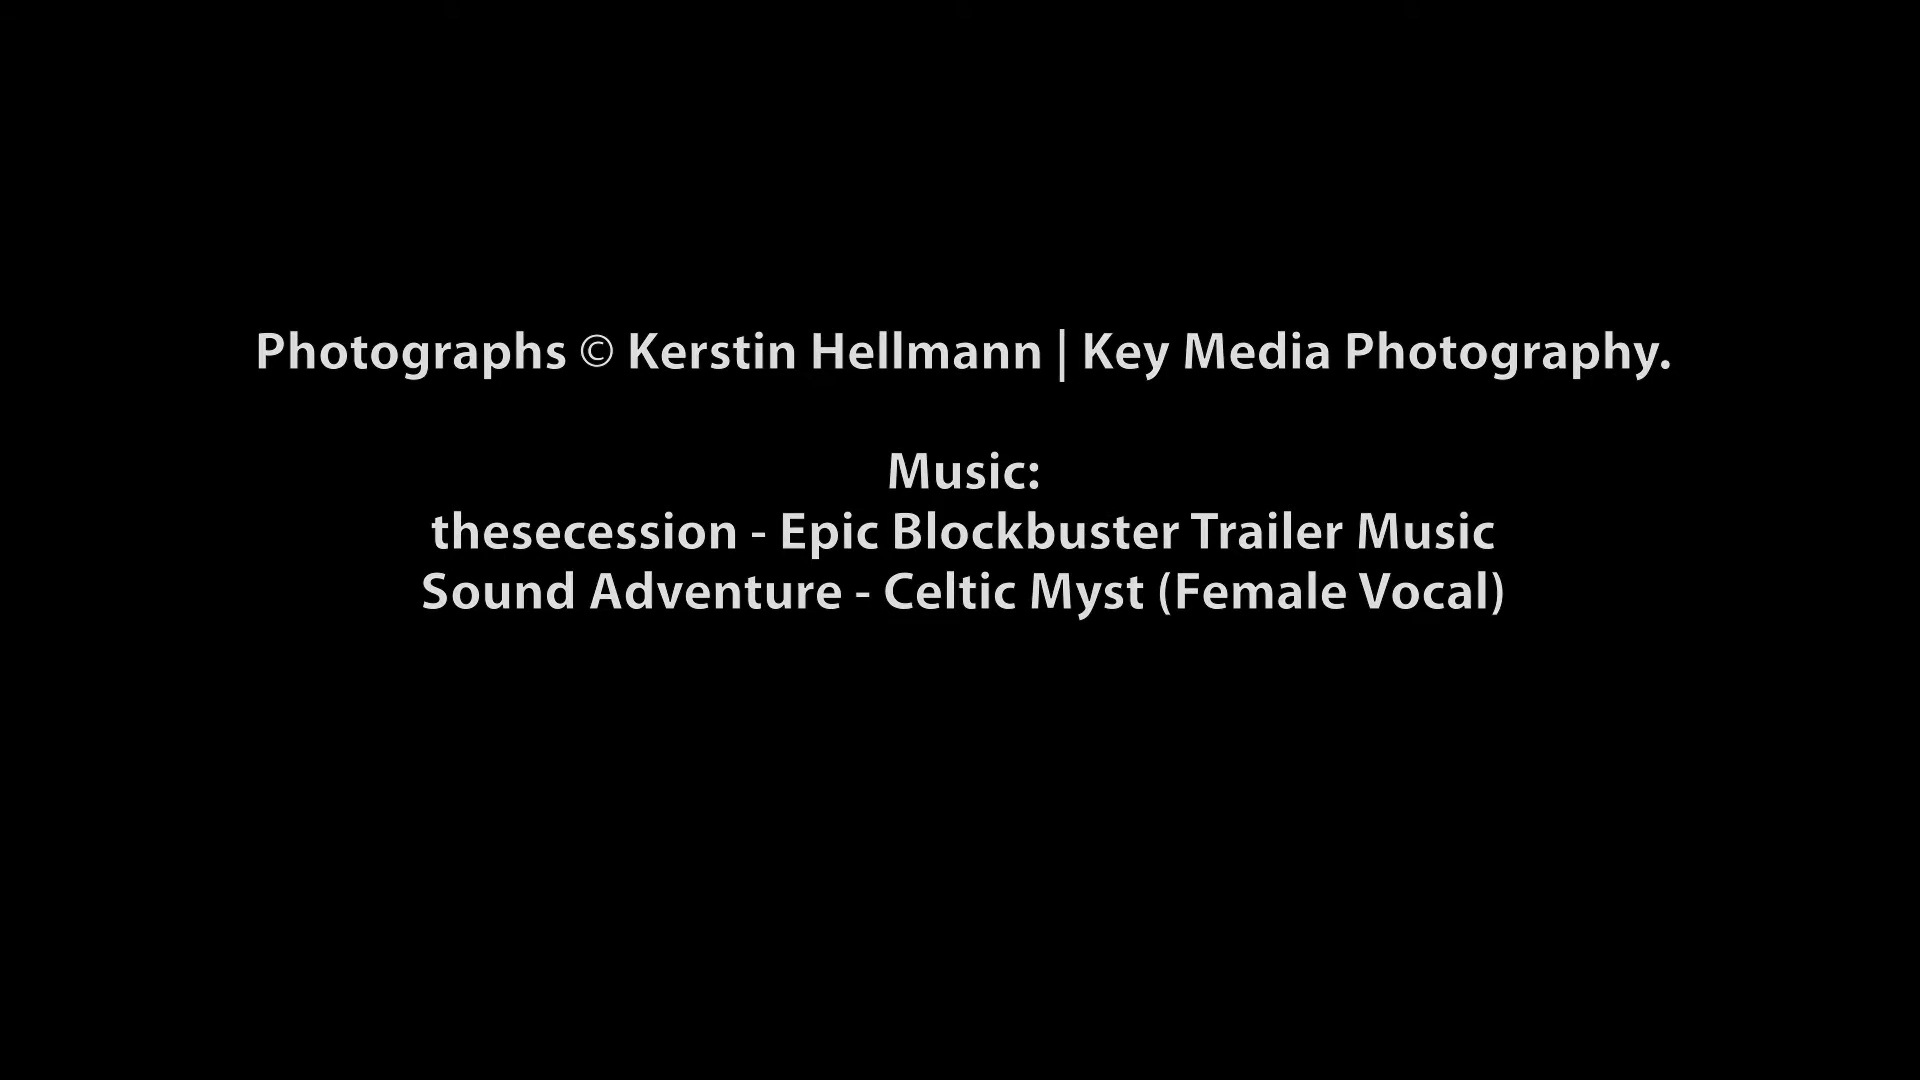 Photographs © Kerstin Hellmann | Key Media Photography.
Music:
thesecession - Epic Blockbuster Trailer Music
Sound Adventure - Celtic Myst (Female Vocal)